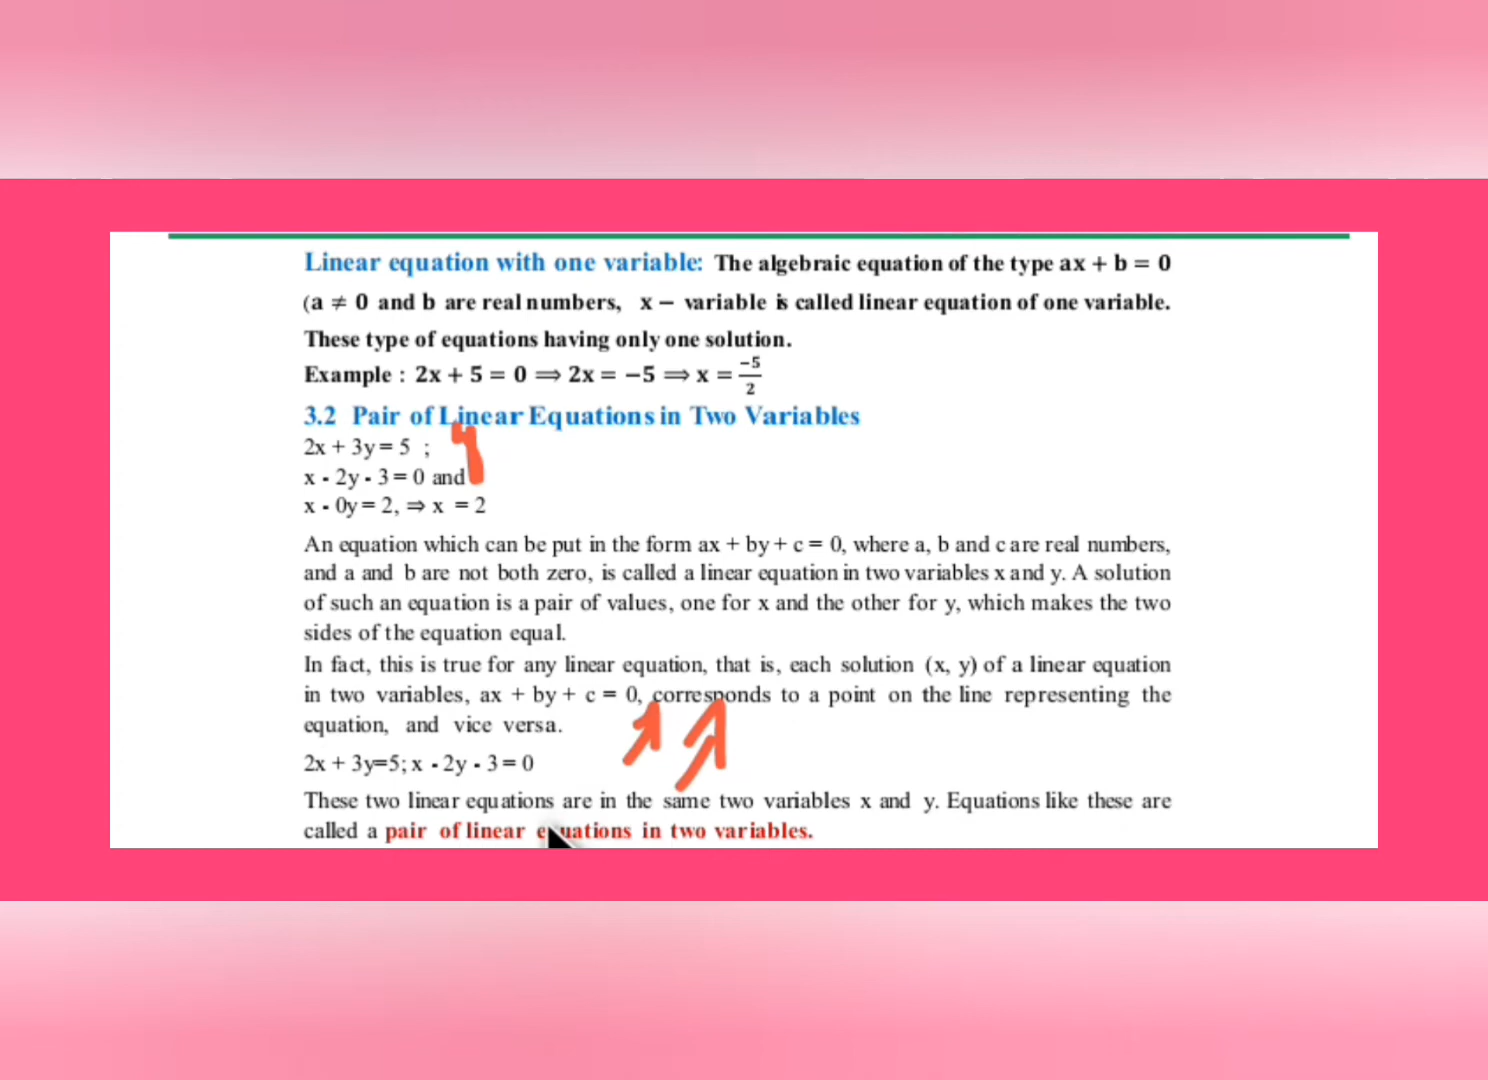 Linear equation with one variable: The algebraic equation of the type ax + b = 0
(a ≠ 0 and b are real numbers, x − variable is called linear equation of one variable.
These type of equations having only one solution.
Example : 2x + 5 = 0 ⟹ 2x = −5 ⟹ x = −5/2
3.2 Pair of Linear Equations in Two Variables
2x + 3y = 5 ;
x - 2y - 3 = 0 and
x - 0y = 2, ⇒ x = 2
An equation which can be put in the form ax + by + c = 0, where a, b and c are real numbers,
and a and b are not both zero, is called a linear equation in two variables x and y. A solution
of such an equation is a pair of values, one for x and the other for y, which makes the two
sides of the equation equal.
In fact, this is true for any linear equation, that is, each solution (x, y) of a linear equation
in two variables, ax + by + c = 0, corresponds to a point on the line representing the
equation, and vice versa.
2x + 3y=5; x - 2y - 3 = 0
These two linear equations are in the same two variables x and y. Equations like these are
called a pair of linear equations in two variables.